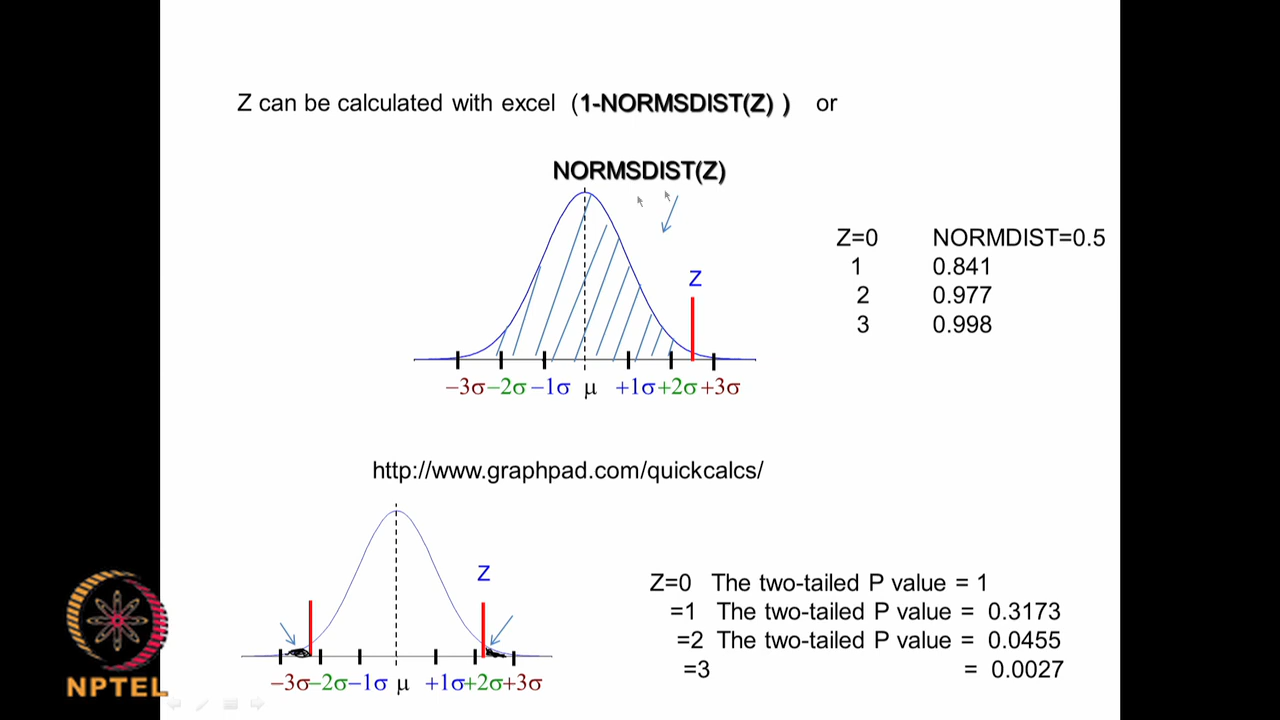 Z can be calculated with excel (1-NORMSDIST(Z) ) or
NORMSDIST(Z)
Z
−3σ −2σ −1σ μ +1σ +2σ +3σ
Z=0 NORMDIST=0.5
1 0.841
2 0.977
3 0.998
http://www.graphpad.com/quickcalcs/
Z
−3σ −2σ −1σ μ +1σ +2σ +3σ
Z=0 The two-tailed P value = 1
=1 The two-tailed P value = 0.3173
=2 The two-tailed P value = 0.0455
=3 = 0.0027
NPTEL